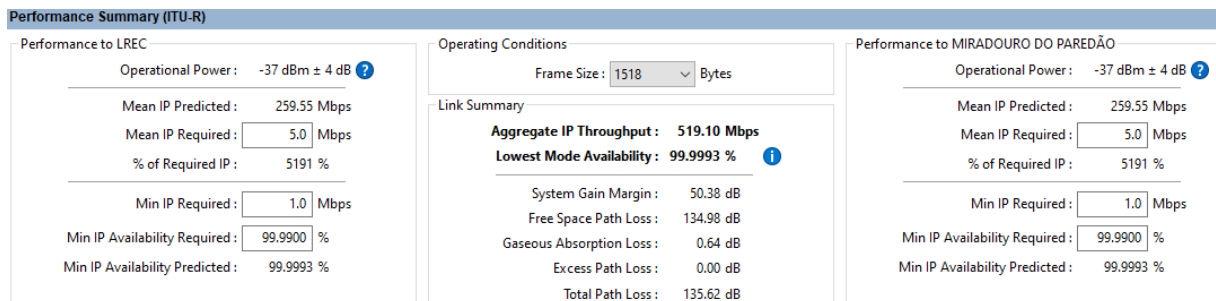 Performance Summary (ITU-R)
Performance to LREC
Operational Power : -37 dBm ± 4 dB ?
Mean IP Predicted : 259.55 Mbps
Mean IP Required : 5.0 Mbps
% of Required IP : 5191 %
Min IP Required : 1.0 Mbps
Min IP Availability Required : 99.9900 %
Min IP Availability Predicted : 99.9993 %
Operating Conditions
Frame Size : 1518 Bytes
Link Summary
Aggregate IP Throughput : 519.10 Mbps
Lowest Mode Availability : 99.9993 % i
System Gain Margin : 50.38 dB
Free Space Path Loss : 134.98 dB
Gaseous Absorption Loss : 0.64 dB
Excess Path Loss : 0.00 dB
Total Path Loss : 135.62 dB
Performance to MIRADOURO DO PAREDÃO
Operational Power : -37 dBm ± 4 dB ?
Mean IP Predicted : 259.55 Mbps
Mean IP Required : 5.0 Mbps
% of Required IP : 5191 %
Min IP Required : 1.0 Mbps
Min IP Availability Required : 99.9900 %
Min IP Availability Predicted : 99.9993 %